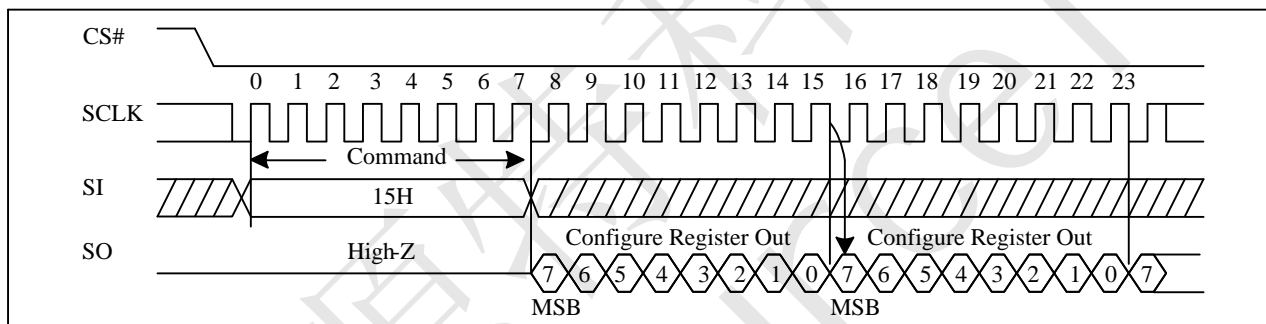 CS#
0 1 2 3 4 5 6 7 8 9 10 11 12 13 14 15 16 17 18 19 20 21 22 23
SCLK
Command
SI
15H
SO
High-Z
Configure Register Out
Configure Register Out
7 6 5 4 3 2 1 0 7 6 5 4 3 2 1 0 7
MSB
MSB